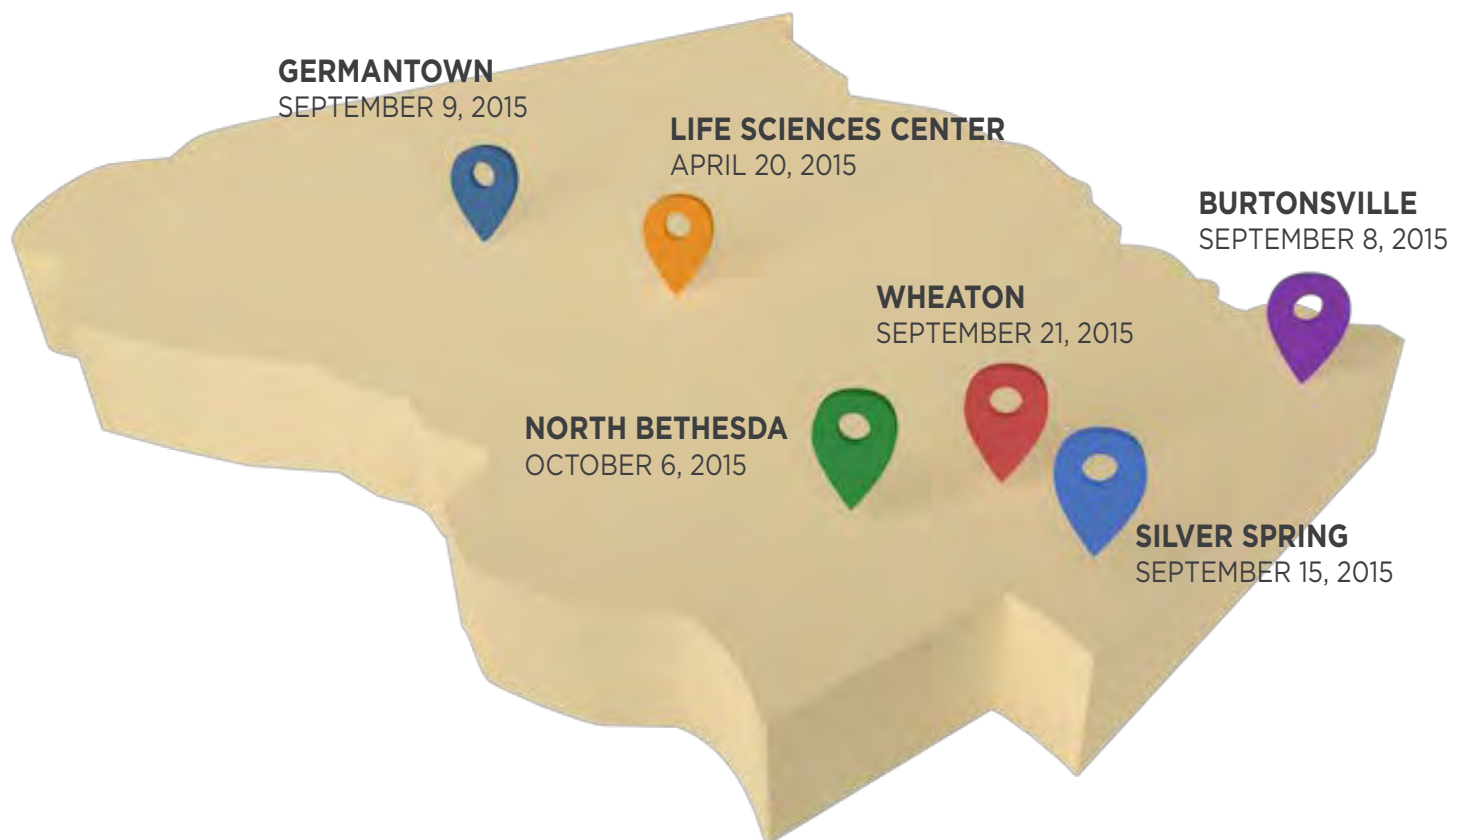 GERMANTOWN
SEPTEMBER 9, 2015
LIFE SCIENCES CENTER
APRIL 20, 2015
BURTONSVILLE
SEPTEMBER 8, 2015
WHEATON
SEPTEMBER 21, 2015
NORTH BETHESDA
OCTOBER 6, 2015
SILVER SPRING
SEPTEMBER 15, 2015